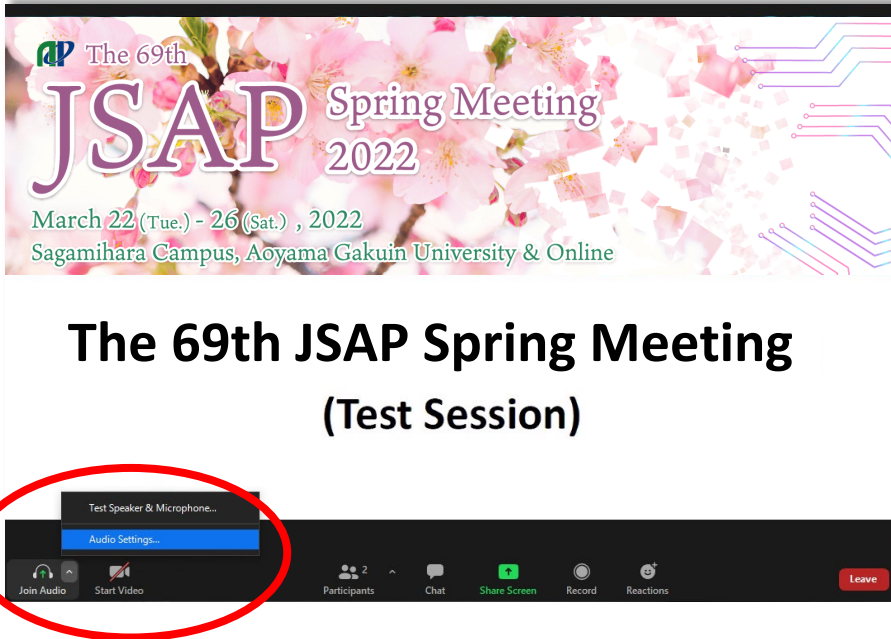 The 69th
JSAP Spring Meeting
2022
March 22 (Tue.) - 26 (Sat.) , 2022
Sagamihara Campus, Aoyama Gakuin University & Online
The 69th JSAP Spring Meeting
(Test Session)
Test Speaker & Microphone...
Audio Settings...
2
Join Audio Start Video Participants Chat Share Screen Record Reactions Leave